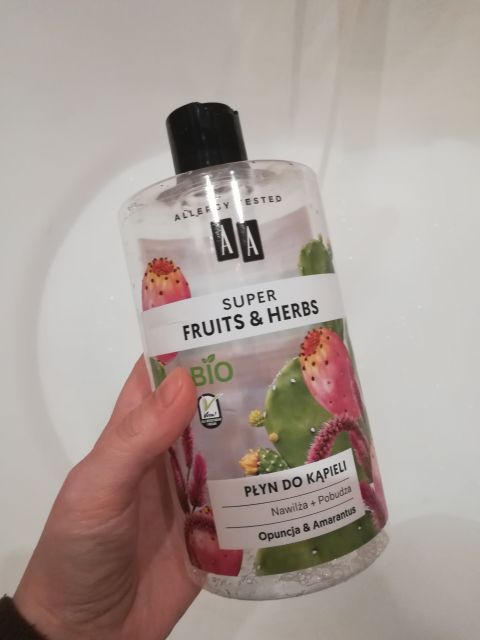 ALLERGY TESTED
AA
SUPER
FRUITS & HERBS
BIO
PŁYN DO KĄPIELI
Nawilża + Pobudza
Opuncja & Amarantus